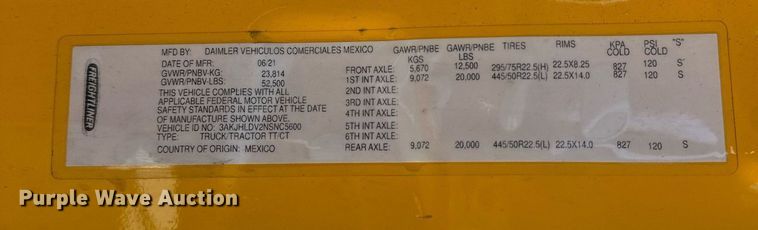 FREIGHTLINER
MFD BY: DAIMLER VEHICULOS COMERCIALES MEXICO
DATE OF MFR: 06/21
GVWR/PNBV-KG: 23,814
GVWR/PNBV-LBS: 52,500
THIS VEHICLE COMPLIES WITH ALL
APPLICABLE FEDERAL MOTOR VEHICLE
SAFETY STANDARDS IN EFFECT AT THE DATE
OF MANUFACTURE SHOWN ABOVE.
VEHICLE ID NO: 3AKJHLDV2NSNC5600
TYPE: TRUCK/TRACTOR TT/CT
COUNTRY OF ORIGIN: MEXICO
GAWR/PNBE KGS GAWR/PNBE LBS TIRES RIMS KPA COLD PSI COLD "S"
FRONT AXLE: 5,670 12,500 295/75R22.5(H) 22.5X8.25 827 120 S
1ST INT AXLE: 9,072 20,000 445/50R22.5(L) 22.5X14.0 827 120 S
2ND INT AXLE:
3RD INT AXLE:
4TH INT AXLE:
5TH INT AXLE:
6TH INT AXLE:
REAR AXLE: 9,072 20,000 445/50R22.5(L) 22.5X14.0 827 120 S
Purple Wave Auction